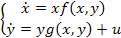 ẋ = xf(x, y)
ẏ = yg(x, y) + u